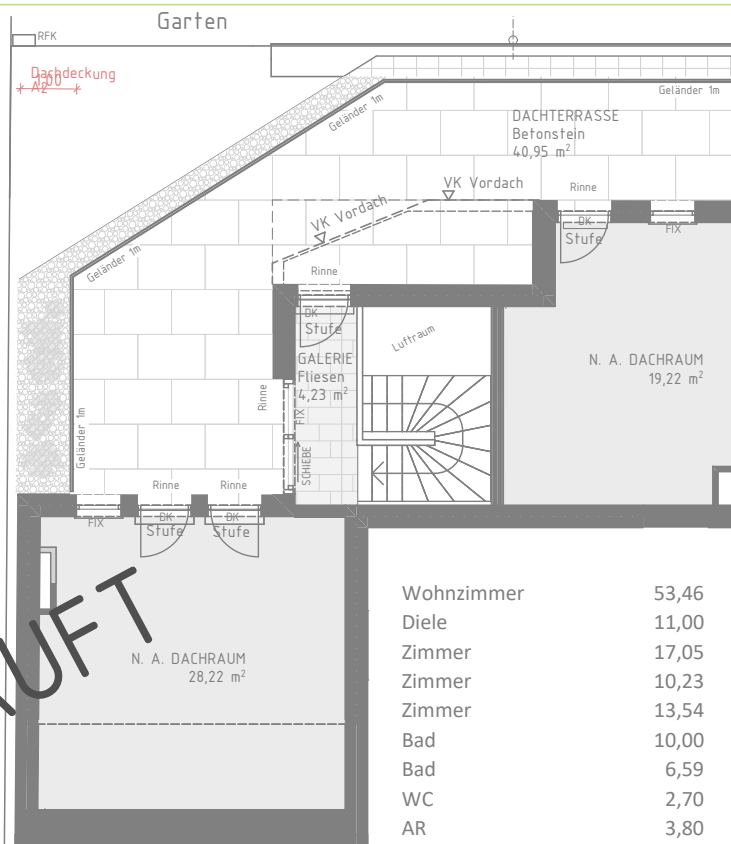 Garten
RFK
Dachdeckung
1,00
A2
Geländer 1m
Geländer 1m
DACHTERRASSE
Betonstein
40,95 m²
VK Vordach
VK Vordach
Rinne
DK
Stufe
FIX
Geländer 1m
Rinne
DK
Stufe
Luftraum
GALERIE
Fliesen
4,23 m²
N. A. DACHRAUM
19,22 m²
Rinne
FIX
SCHIEBE
Geländer 1m
Rinne
Rinne
FIX
DK
Stufe
DK
Stufe
UFT
N. A. DACHRAUM
28,22 m²
Wohnzimmer 53,46
Diele 11,00
Zimmer 17,05
Zimmer 10,23
Zimmer 13,54
Bad 10,00
Bad 6,59
WC 2,70
AR 3,80